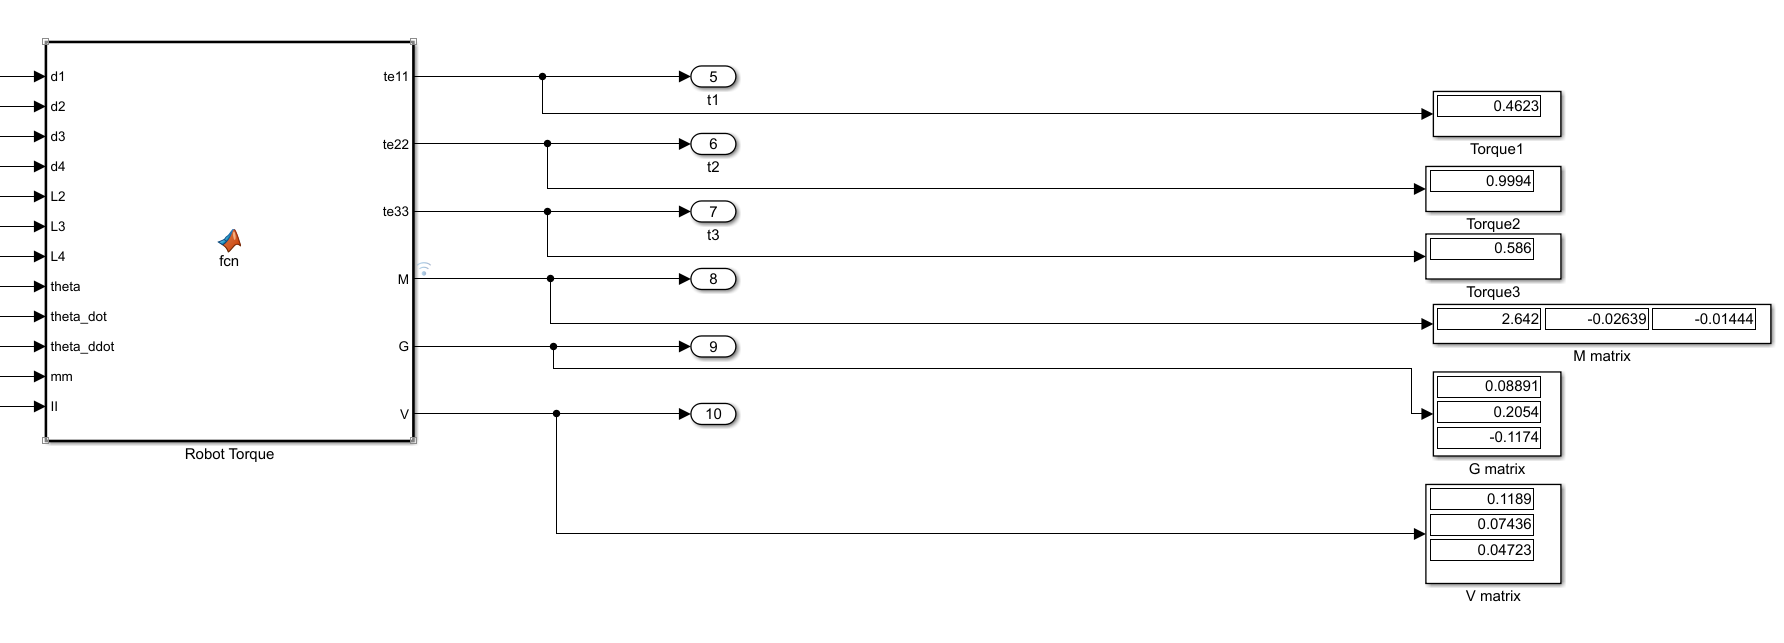 d1
d2
d3
d4
L2
L3
L4
theta
theta_dot
theta_ddot
mm
II
fcn
te11
te22
te33
M
G
V
Robot Torque
5
t1
6
t2
7
t3
8
9
10
0.4623
Torque1
0.9994
Torque2
0.586
Torque3
2.642 -0.02639 -0.01444
M matrix
0.08891
0.2054
-0.1174
G matrix
0.1189
0.07436
0.04723
V matrix